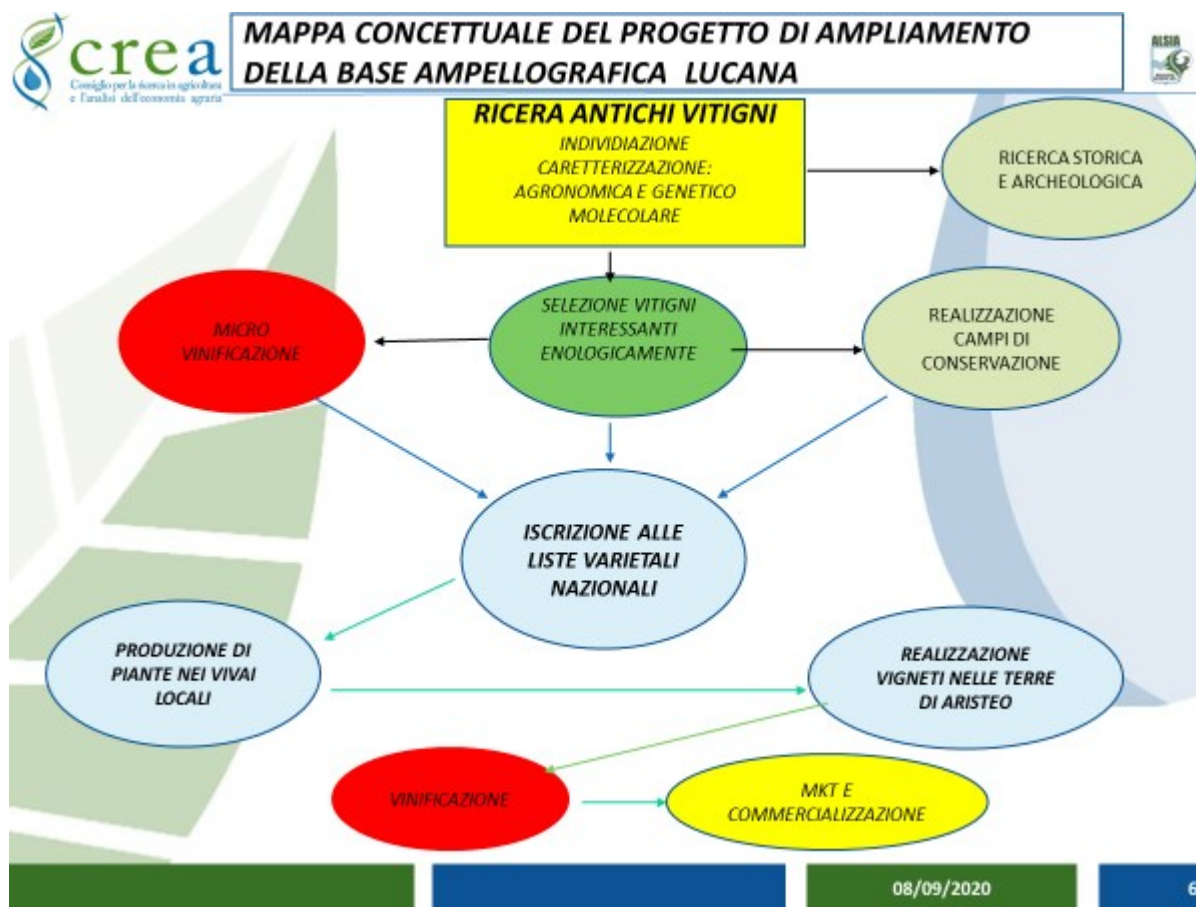 crea
Consiglio per la ricerca in agricoltura
e l'analisi dell'economia agraria
MAPPA CONCETTUALE DEL PROGETTO DI AMPLIAMENTO
DELLA BASE AMPELLOGRAFICA LUCANA
ALSIA
RICERA ANTICHI VITIGNI
INDIVIDIAZIONE
CARETTERIZZAZIONE:
AGRONOMICA E GENETICO
MOLECOLARE
RICERCA STORICA
E ARCHEOLOGICA
MICRO
VINIFICAZIONE
SELEZIONE VITIGNI
INTERESSANTI
ENOLOGICAMENTE
REALIZZAZIONE
CAMPI DI
CONSERVAZIONE
ISCRIZIONE ALLE
LISTE VARIETALI
NAZIONALI
PRODUZIONE DI
PIANTE NEI VIVAI
LOCALI
REALIZZAZIONE
VIGNETI NELLE TERRE
DI ARISTEO
VINIFICAZIONE
MKT E
COMMERCIALIZZAZIONE
08/09/2020
6